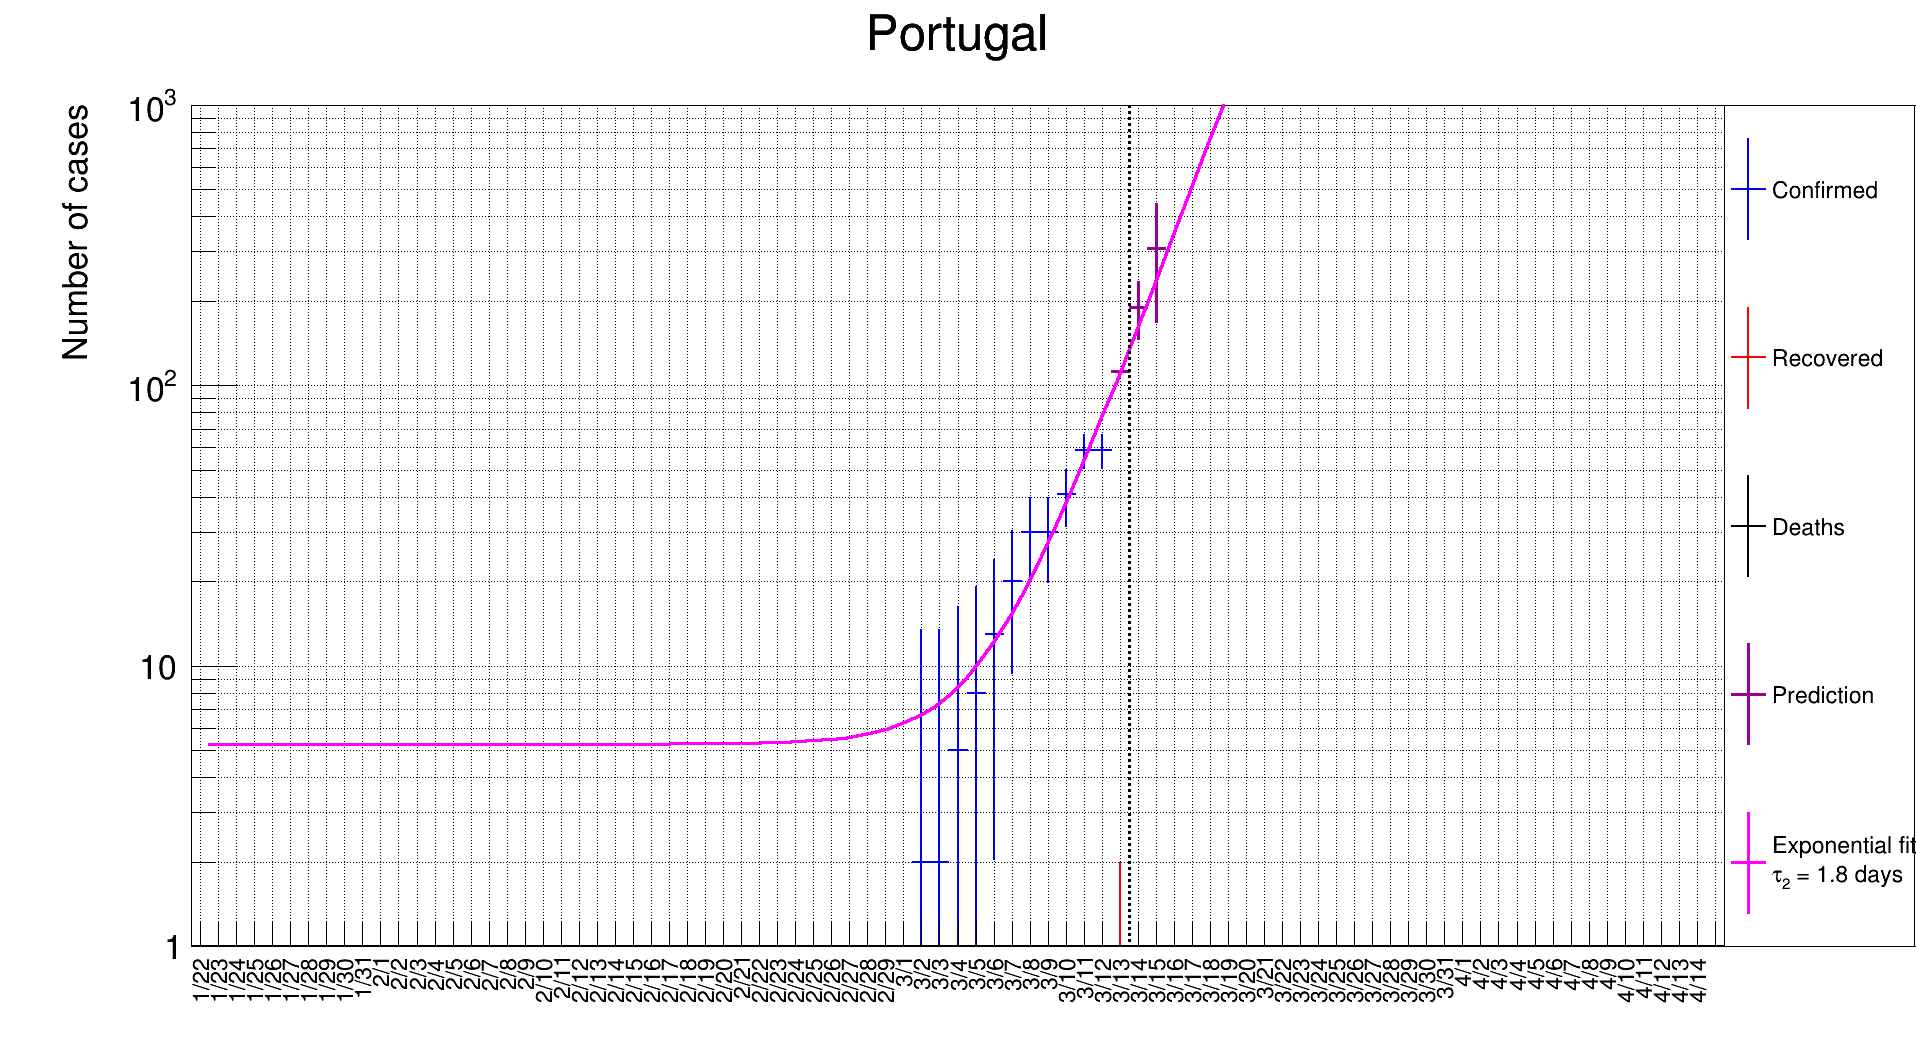 Portugal
Number of cases
10³
10²
10
1
1/22 1/23 1/24 1/25 1/26 1/27 1/28 1/29 1/30 1/31 2/1 2/2 2/3 2/4 2/5 2/6 2/7 2/8 2/9 2/10 2/11 2/12 2/13 2/14 2/15 2/16 2/17 2/18 2/19 2/20 2/21 2/22 2/23 2/24 2/25 2/26 2/27 2/28 2/29 3/1 3/2 3/3 3/4 3/5 3/6 3/7 3/8 3/9 3/10 3/11 3/12 3/13 3/14 3/15 3/16 3/17 3/18 3/19 3/20 3/21 3/22 3/23 3/24 3/25 3/26 3/27 3/28 3/29 3/30 3/31 4/1 4/2 4/3 4/4 4/5 4/6 4/7 4/8 4/9 4/10 4/11 4/12 4/13 4/14
Confirmed
Recovered
Deaths
Prediction
Exponential fit
τ₂ = 1.8 days